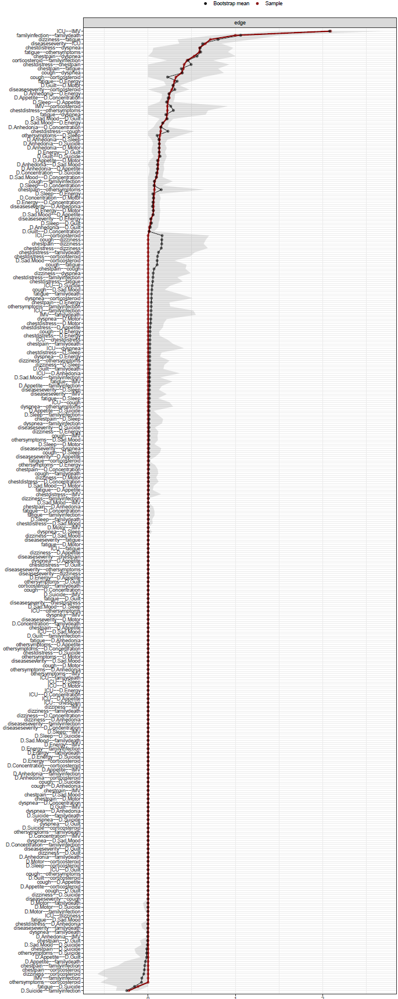 Bootstrap mean Sample
edge
ICU−−IMV
familyinfection−−familydeath
dizziness−−fatigue
diseaseseverity−−ICU
chestdistress−−dyspnea
fatigue−−othersymptoms
chestpain−−dyspnea
corticosteroid−−familyinfection
chestdistress−−chestpain
chestpain−−fatigue
cough−−dyspnea
cough−−corticosteroid
fatigue−−D.Energy
D.Guilt−−D.Motor
diseaseseverity−−corticosteroid
D.Anhedonia−−D.Energy
D.Appetite−−D.Concentration
D.Sleep−−D.Appetite
IMV−−corticosteroid
chestdistress−−othersymptoms
fatigue−−dyspnea
D.Sad.Mood−−D.Guilt
D.Sad.Mood−−D.Energy
D.Anhedonia−−D.Concentration
chestdistress−−cough
othersymptoms−−D.Sleep
D.Anhedonia−−D.Sleep
D.Anhedonia−−D.Suicide
D.Anhedonia−−D.Motor
D.Energy−−D.Guilt
D.Guilt−−D.Suicide
D.Appetite−−D.Motor
D.Anhedonia−−D.Sad.Mood
D.Anhedonia−−D.Appetite
D.Concentration−−D.Suicide
D.Sad.Mood−−D.Concentration
cough−−familyinfection
D.Sleep−−D.Concentration
chestpain−−othersymptoms
D.Sleep−−D.Energy
D.Concentration−−D.Motor
D.Energy−−D.Concentration
diseaseseverity−−D.Anhedonia
D.Energy−−D.Motor
D.Sad.Mood−−D.Appetite
diseaseseverity−−D.Energy
D.Sleep−−D.Guilt
D.Anhedonia−−D.Guilt
D.Guilt−−D.Concentration
ICU−−corticosteroid
cough−−dizziness
chestpain−−dizziness
chestdistress−−dizziness
chestdistress−−familydeath
chestdistress−−corticosteroid
D.Sad.Mood−−corticosteroid
cough−−fatigue
chestpain−−cough
dizziness−−dyspnea
chestdistress−−familyinfection
chestdistress−−fatigue
ICU−−D.Suicide
cough−−D.Sad.Mood
fatigue−−familydeath
dyspnea−−corticosteroid
chestpain−−D.Energy
othersymptoms−−familyinfection
ICU−−familyinfection
IMV−−familydeath
dyspnea−−D.Motor
chestdistress−−D.Motor
chestdistress−−D.Appetite
cough−−D.Energy
chestdistress−−D.Energy
ICU−−chestdistress
chestpain−−familydeath
ICU−−dyspnea
chestdistress−−D.Sleep
dyspnea−−D.Energy
dizziness−−othersymptoms
dizziness−−D.Sleep
D.Guilt−−familydeath
ICU−−D.Anhedonia
D.Sad.Mood−−familyinfection
fatigue−−IMV
D.Appetite−−familyinfection
diseaseseverity−−D.Sleep
diseaseseverity−−IMV
fatigue−−D.Sleep
ICU−−cough
dyspnea−−othersymptoms
D.Appetite−−D.Suicide
D.Sleep−−familyinfection
chestpain−−D.Sleep
dyspnea−−familyinfection
diseaseseverity−−D.Suicide
dizziness−−D.Energy
cough−−IMV
othersymptoms−−D.Sad.Mood
D.Sleep−−D.Motor
diseaseseverity−−dyspnea
cough−−D.Sleep
diseaseseverity−−D.Appetite
fatigue−−corticosteroid
othersymptoms−−D.Energy
chestpain−−D.Concentration
cough−−familydeath
dizziness−−D.Motor
chestdistress−−D.Concentration
D.Sad.Mood−−D.Motor
fatigue−−D.Appetite
chestdistress−−IMV
dizziness−−familyinfection
D.Sad.Mood−−IMV
chestpain−−D.Anhedonia
fatigue−−D.Concentration
fatigue−−familyinfection
D.Sleep−−familydeath
chestdistress−−D.Sad.Mood
D.Motor−−IMV
dyspnea−−D.Sleep
dizziness−−D.Sad.Mood
diseaseseverity−−fatigue
fatigue−−D.Motor
ICU−−fatigue
dizziness−−D.Appetite
diseaseseverity−−chestpain
dyspnea−−D.Appetite
chestdistress−−D.Guilt
diseaseseverity−−othersymptoms
diseaseseverity−−dizziness
D.Energy−−D.Appetite
othersymptoms−−D.Guilt
corticosteroid−−familydeath
cough−−D.Concentration
D.Suicide−−IMV
fatigue−−D.Guilt
diseaseseverity−−chestdistress
D.Sad.Mood−−D.Sleep
ICU−−othersymptoms
dyspnea−−IMV
diseaseseverity−−D.Motor
D.Concentration−−familydeath
chestpain−−D.Appetite
ICU−−D.Sad.Mood
D.Guilt−−familyinfection
fatigue−−D.Anhedonia
othersymptoms−−D.Appetite
othersymptoms−−D.Concentration
chestdistress−−D.Suicide
othersymptoms−−D.Motor
diseaseseverity−−D.Sad.Mood
cough−−D.Motor
othersymptoms−−D.Anhedonia
othersymptoms−−IMV
ICU−−familydeath
ICU−−D.Sleep
ICU−−D.Motor
ICU−−D.Energy
ICU−−D.Concentration
ICU−−D.Appetite
ICU−−chestpain
dizziness−−IMV
dizziness−−familydeath
dizziness−−D.Concentration
dizziness−−D.Anhedonia
diseaseseverity−−familyinfection
diseaseseverity−−D.Concentration
D.Sleep−−IMV
D.Sleep−−D.Suicide
D.Sad.Mood−−familydeath
D.Energy−−IMV
D.Energy−−familyinfection
D.Energy−−familydeath
D.Energy−−D.Suicide
D.Energy−−corticosteroid
D.Concentration−−corticosteroid
D.Appetite−−IMV
D.Anhedonia−−familyinfection
D.Anhedonia−−corticosteroid
cough−−D.Suicide
cough−−D.Anhedonia
chestpain−−IMV
chestpain−−D.Sad.Mood
chestpain−−D.Motor
dyspnea−−D.Concentration
D.Guilt−−IMV
dyspnea−−D.Anhedonia
D.Suicide−−familydeath
dyspnea−−D.Suicide
dyspnea−−D.Guilt
D.Suicide−−corticosteroid
othersymptoms−−familydeath
D.Concentration−−IMV
dyspnea−−D.Sad.Mood
D.Concentration−−familyinfection
diseaseseverity−−D.Guilt
dizziness−−D.Guilt
D.Anhedonia−−familydeath
D.Motor−−corticosteroid
D.Sleep−−corticosteroid
ICU−−D.Guilt
cough−−othersymptoms
D.Guilt−−corticosteroid
cough−−D.Appetite
D.Appetite−−corticosteroid
cough−−D.Guilt
dizziness−−D.Suicide
diseaseseverity−−cough
D.Motor−−familydeath
D.Motor−−D.Suicide
D.Motor−−familyinfection
ICU−−dizziness
fatigue−−D.Sad.Mood
chestdistress−−D.Anhedonia
diseaseseverity−−familydeath
dyspnea−−familydeath
D.Anhedonia−−IMV
chestpain−−D.Guilt
D.Sad.Mood−−D.Suicide
chestpain−−D.Suicide
othersymptoms−−D.Suicide
D.Appetite−−D.Guilt
D.Appetite−−familydeath
chestpain−−familyinfection
chestpain−−corticosteroid
dizziness−−corticosteroid
IMV−−familyinfection
othersymptoms−−corticosteroid
fatigue−−D.Suicide
D.Suicide−−familyinfection
0 1 2